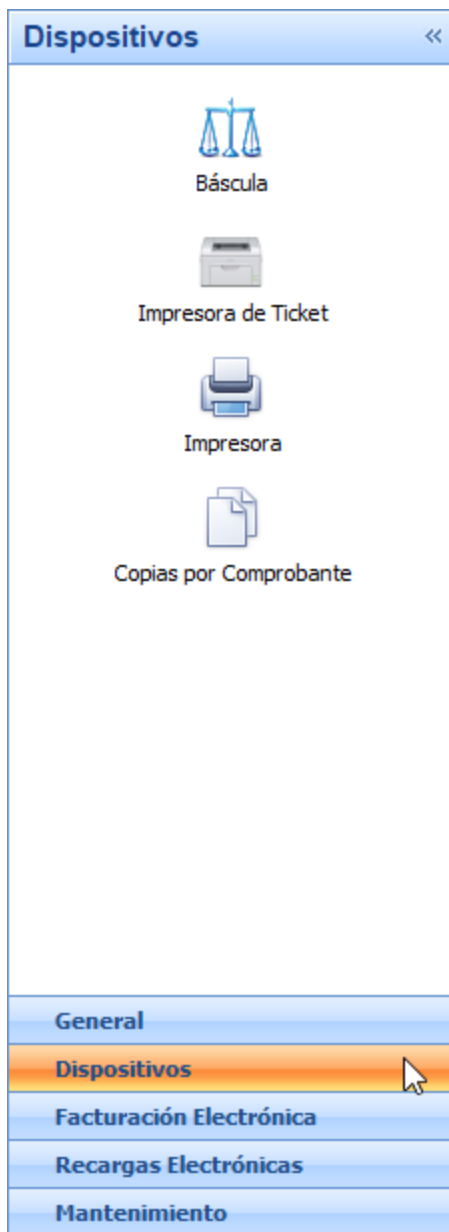 Dispositivos «
Báscula
Impresora de Ticket
Impresora
Copias por Comprobante
General
Dispositivos
Facturación Electrónica
Recargas Electrónicas
Mantenimiento